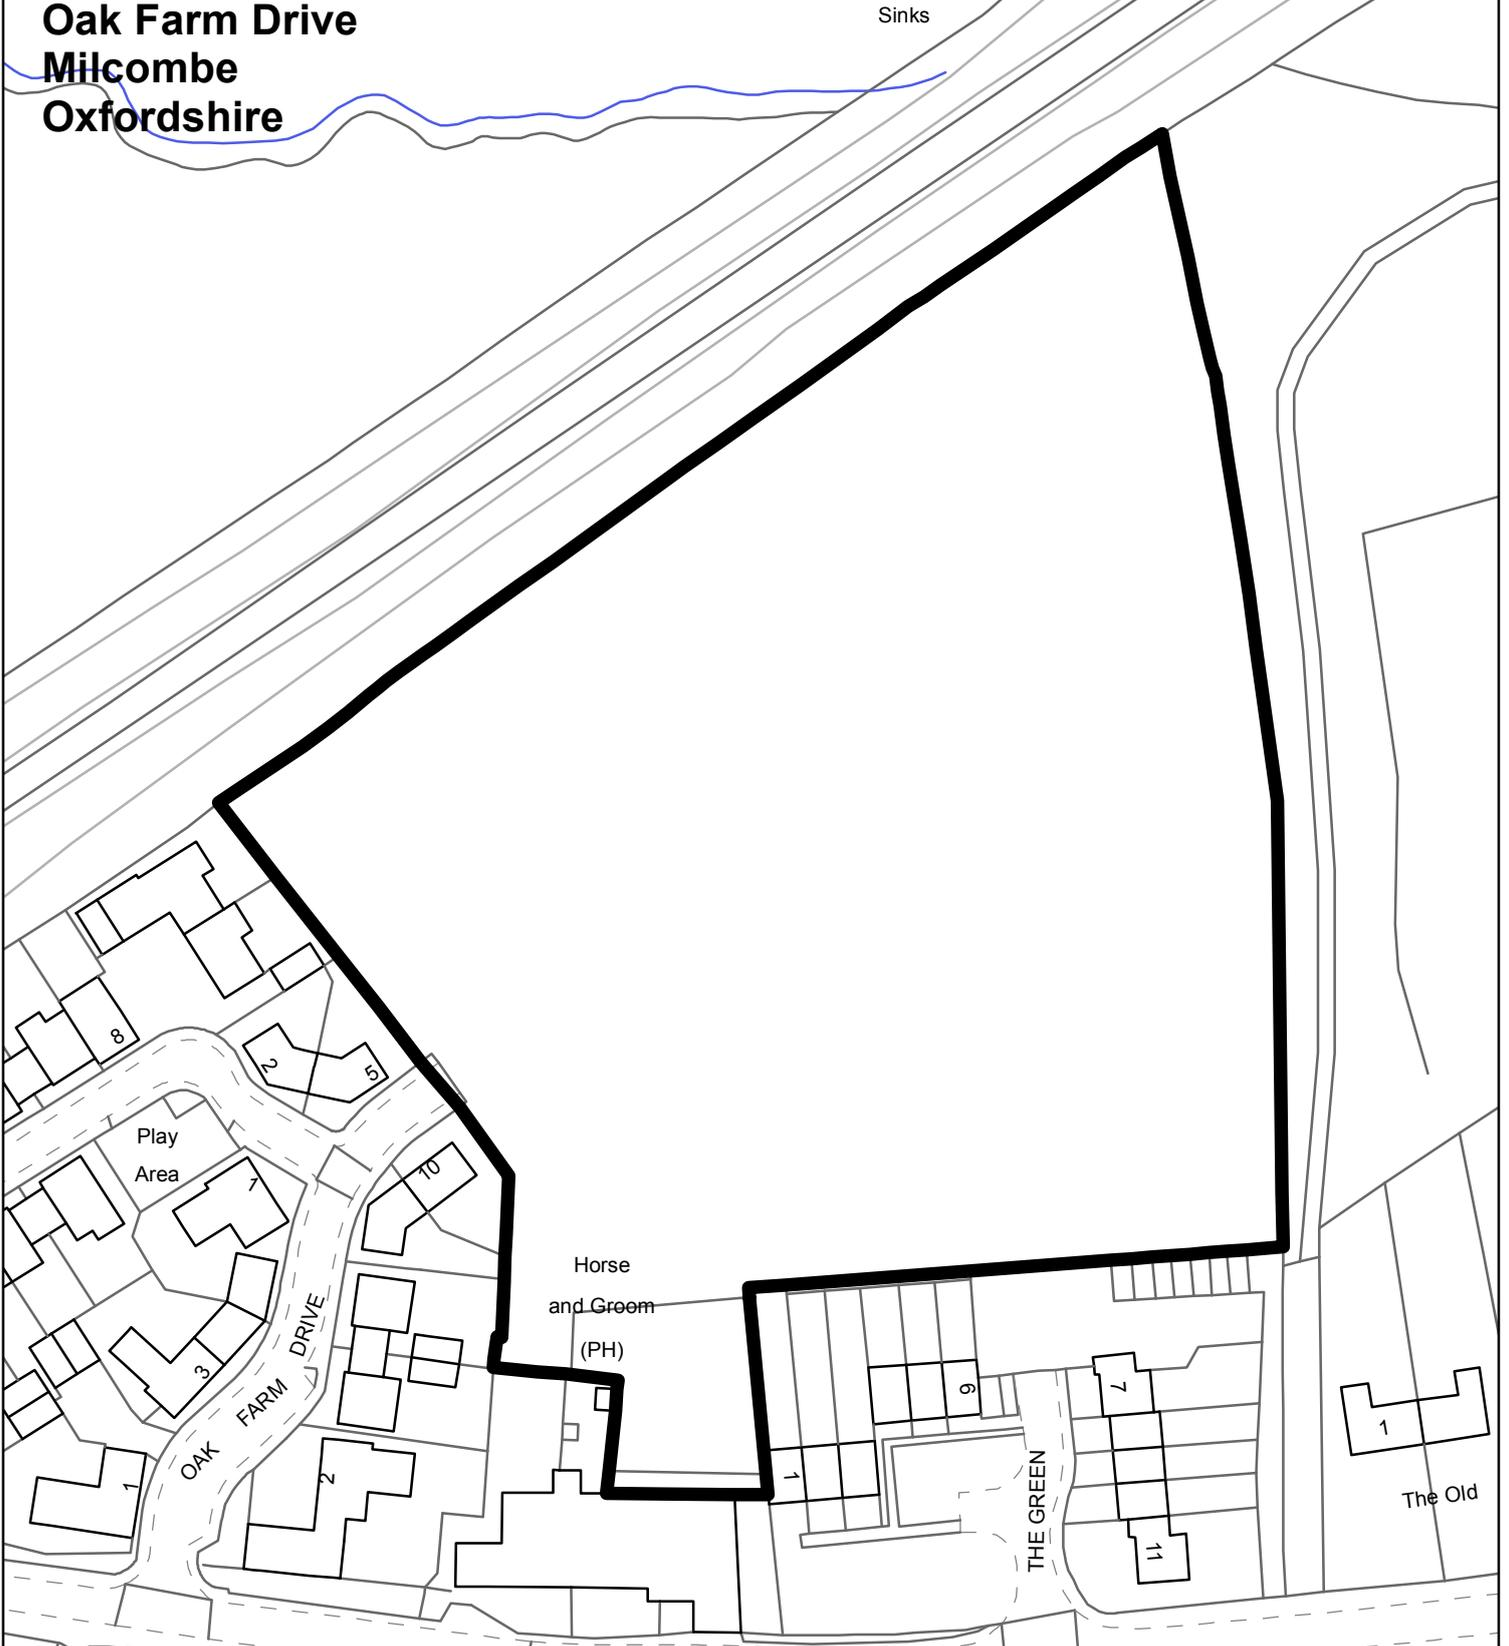 Oak Farm Drive
Milcombe
Oxfordshire
Sinks
8
2
5
Play
Area
1
10
Horse
and Groom
(PH)
DRIVE
FARM
OAK
3
1
2
1
6
7
THE GREEN
11
1
The Old